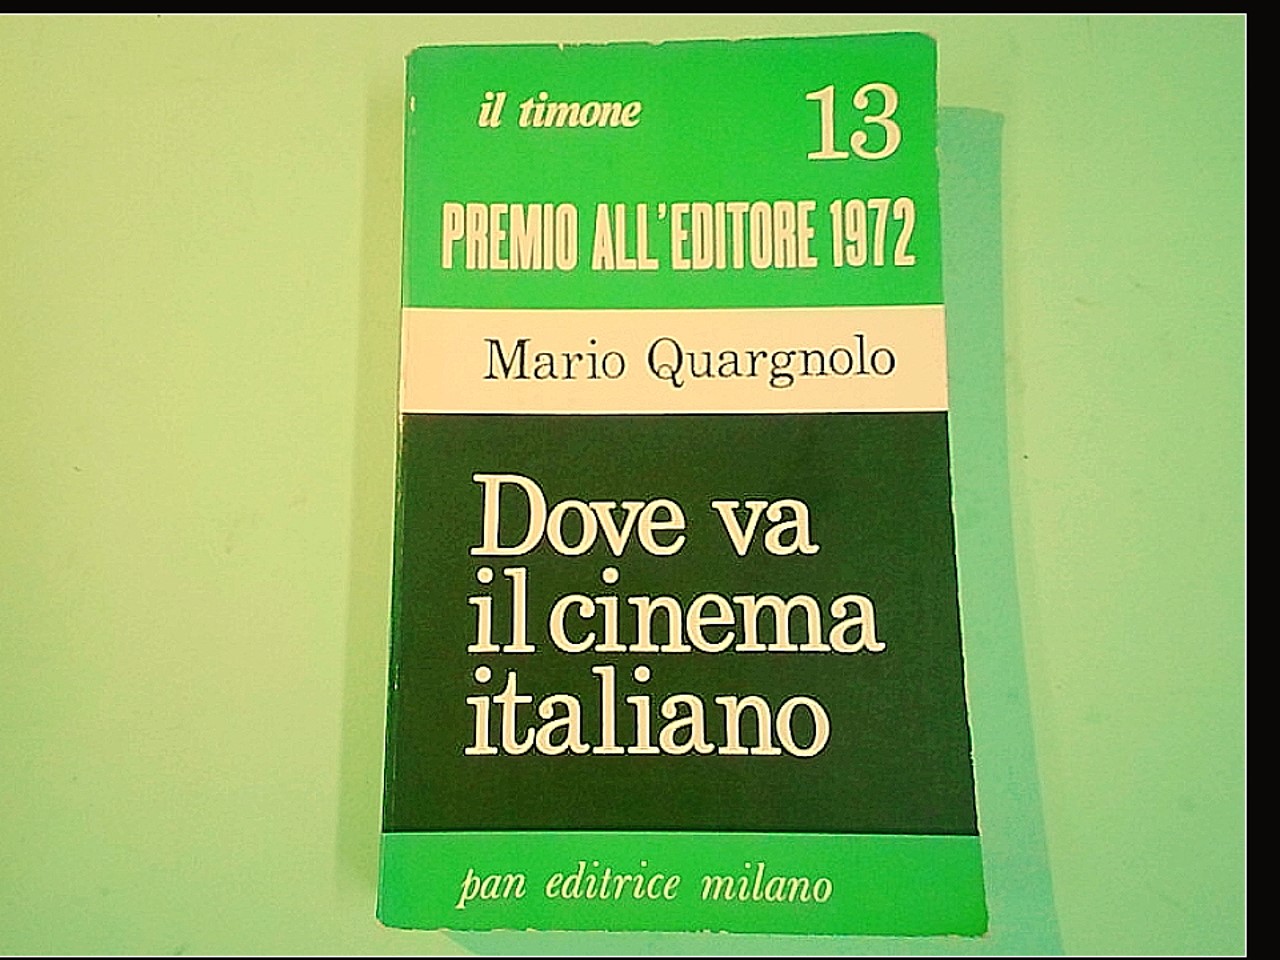 il timone
13
PREMIO ALL'EDITORE 1972
Mario Quargnolo
Dove va
il cinema
italiano
pan editrice milano